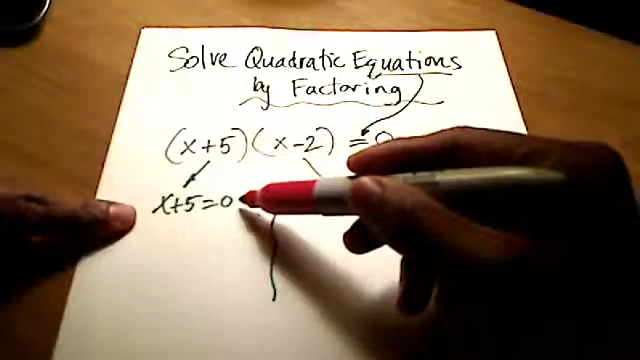 Solve Quadratic Equations
by Factoring
(x+5)(x-2) = 0
x+5=0